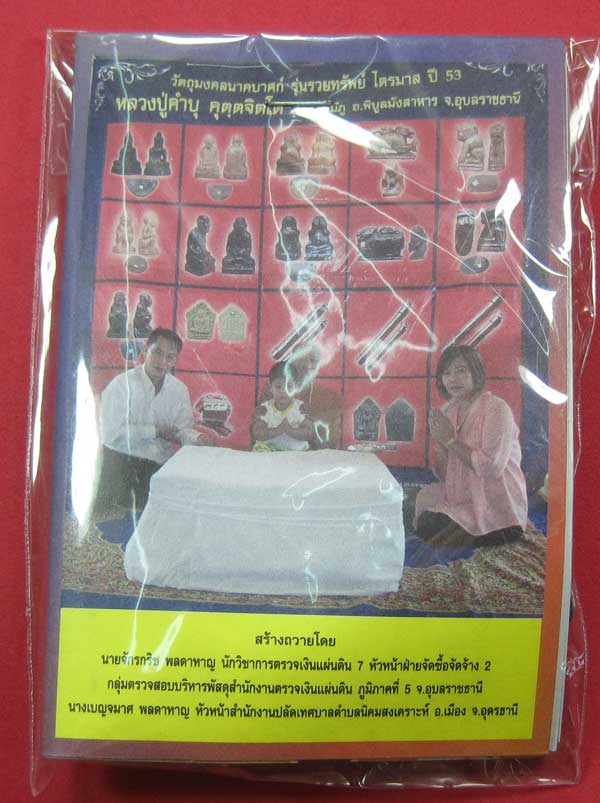 วัตถุมงคลนาคบาศก์ รุ่นรวยทรัพย์ ไตรมาส ปี 53
หลวงปู่คำบุ คุตฺตจิตฺโต อ.พิบูลมังสาหาร จ.อุบลราชธานี
สร้างถวายโดย
นายจักรกริช พลดาหาญ นักวิชาการตรวจเงินแผ่นดิน 7 หัวหน้าฝ่ายจัดซื้อจัดจ้าง 2
กลุ่มตรวจสอบบริหารพัสดุสำนักงานตรวจเงินแผ่นดิน ภูมิภาคที่ 5 จ.อุบลราชธานี
นางเบญจมาศ พลดาหาญ หัวหน้าสำนักงานปลัดเทศบาลตำบลนิคมสงเคราะห์ อ.เมือง จ.อุดรธานี